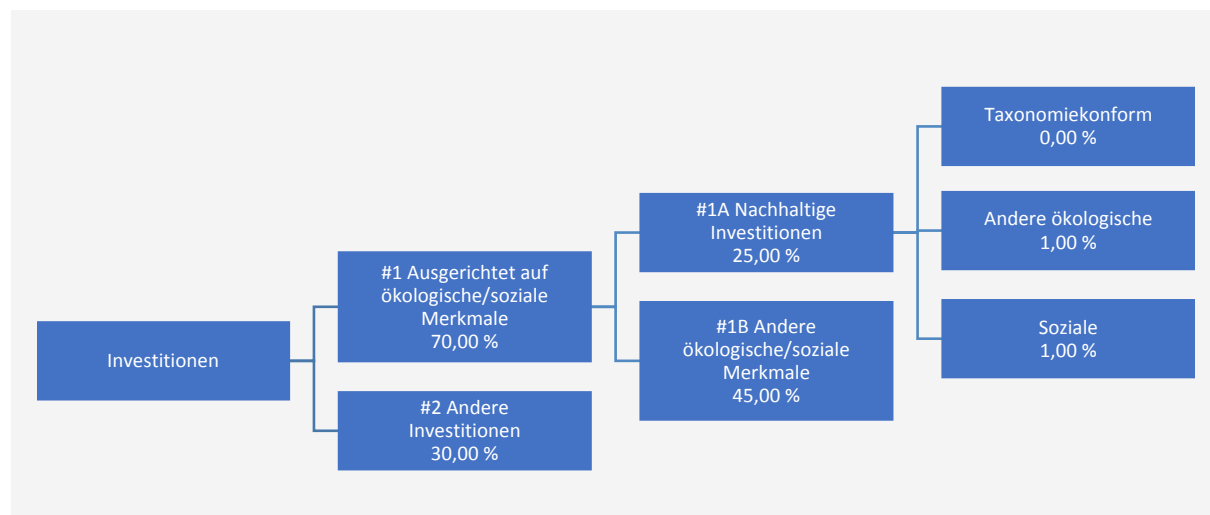 Investitionen
#1 Ausgerichtet auf
ökologische/soziale
Merkmale
70,00 %
#2 Andere
Investitionen
30,00 %
#1A Nachhaltige
Investitionen
25,00 %
#1B Andere
ökologische/soziale
Merkmale
45,00 %
Taxonomiekonform
0,00 %
Andere ökologische
1,00 %
Soziale
1,00 %